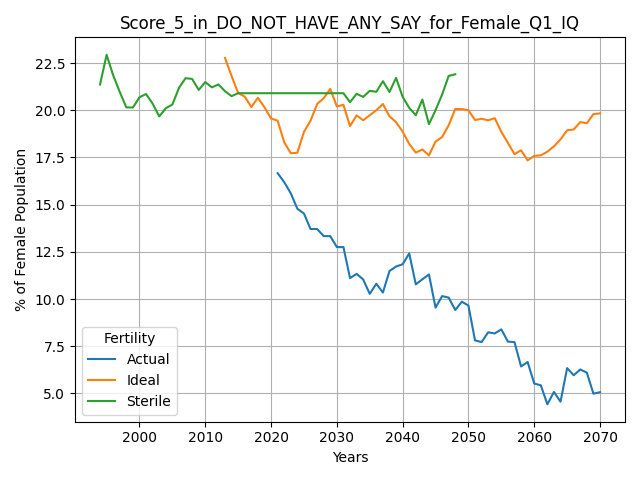 Score_5_in_DO_NOT_HAVE_ANY_SAY_for_Female_Q1_IQ
% of Female Population
22.5
20.0
17.5
15.0
12.5
10.0
7.5
5.0
Fertility
Actual
Ideal
Sterile
2000 2010 2020 2030 2040 2050 2060 2070
Years